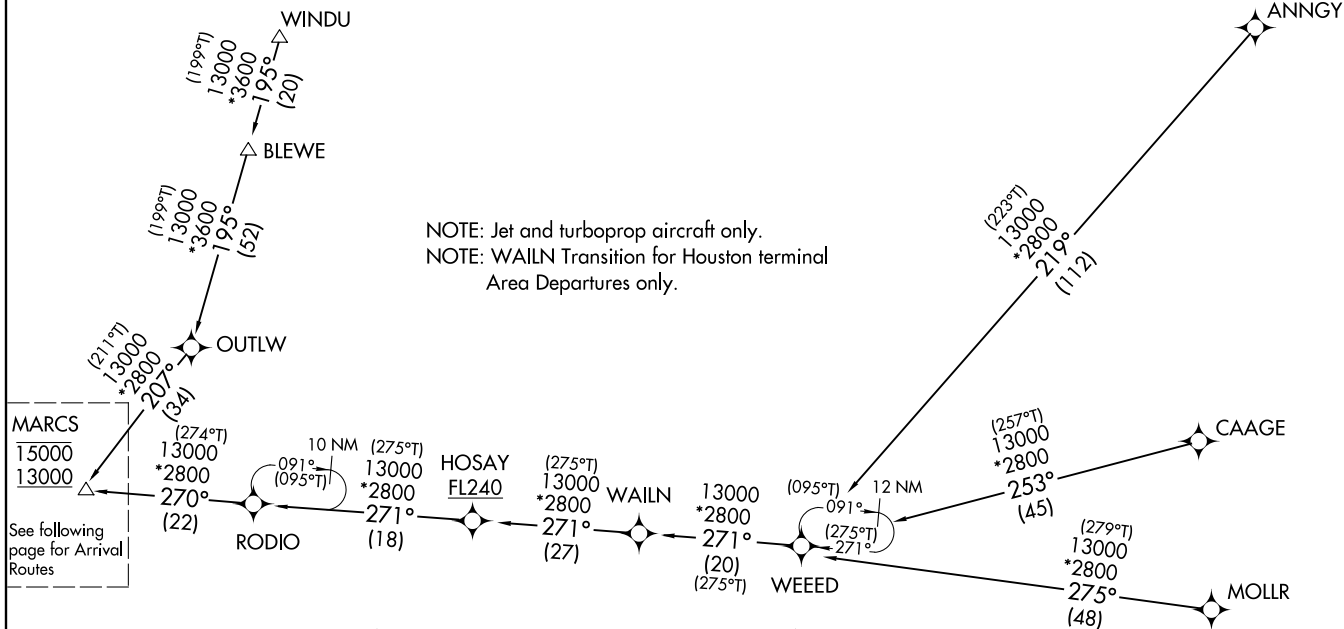 WINDU
(199°T)
13000
*3600
195°
(20)
BLEWE
(199°T)
13000
*3600
195°
(52)
OUTLW
(211°T)
13000
*2800
207°
(34)
NOTE: Jet and turboprop aircraft only.
NOTE: WAILN Transition for Houston terminal
Area Departures only.
ANNGY
(223°T)
13000
*2800
219°
(112)
MARCS
15000
13000
See following
page for Arrival
Routes
(274°T)
13000
*2800
270°
(22)
RODIO
10 NM
091°
(095°T)
(275°T)
13000
*2800
271°
(18)
HOSAY
FL240
(275°T)
13000
*2800
271°
(27)
WAILN
13000
*2800
271°
(20)
(275°T)
WEEED
(095°T)
091°
12 NM
(275°T)
271°
CAAGE
(257°T)
13000
*2800
253°
(45)
MOLLR
(279°T)
13000
*2800
275°
(48)